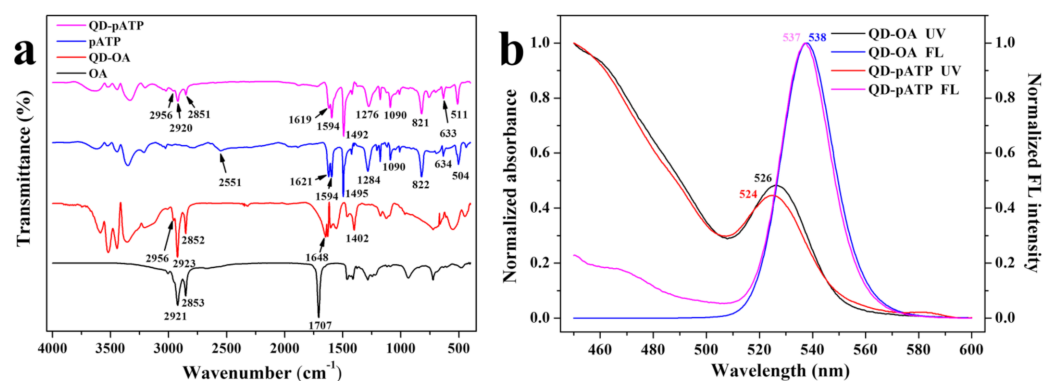 a
QD-pATP
pATP
QD-OA
OA
2956
2920
2851
1619
1594
1492
1276
1090
821
633
511
2551
1621
1594
1495
1284
1090
822
634
504
2956
2923
2852
1648
1402
2921
2853
1707
Transmittance (%)
4000 3500 3000 2500 2000 1500 1000 500
Wavenumber (cm⁻¹)
b
537 538
QD-OA UV
QD-OA FL
QD-pATP UV
QD-pATP FL
526
524
1.0
0.8
0.6
0.4
0.2
0.0
Normalized absorbance
1.0
0.8
0.6
0.4
0.2
0.0
Normalized FL intensity
460 480 500 520 540 560 580 600
Wavelength (nm)